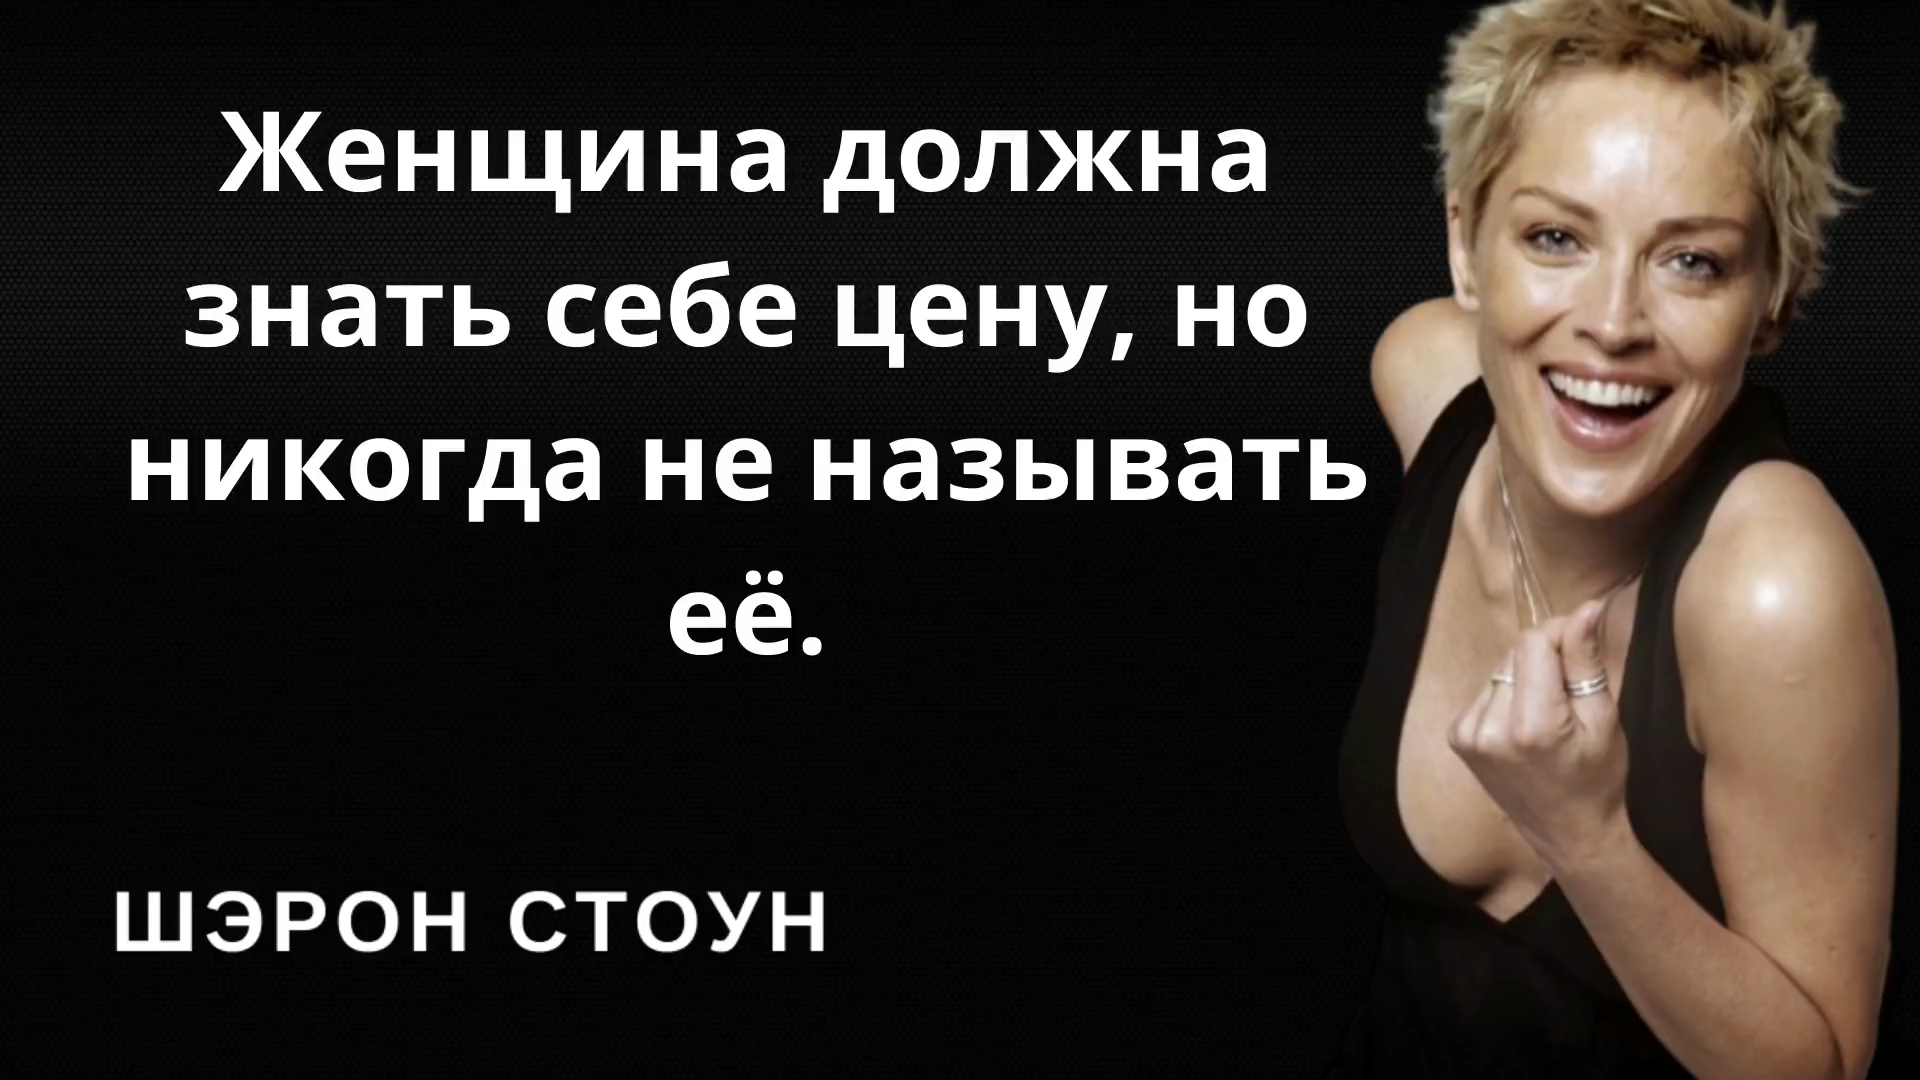 Женщина должна
знать себе цену, но
никогда не называть
её.
ШЭРОН СТОУН